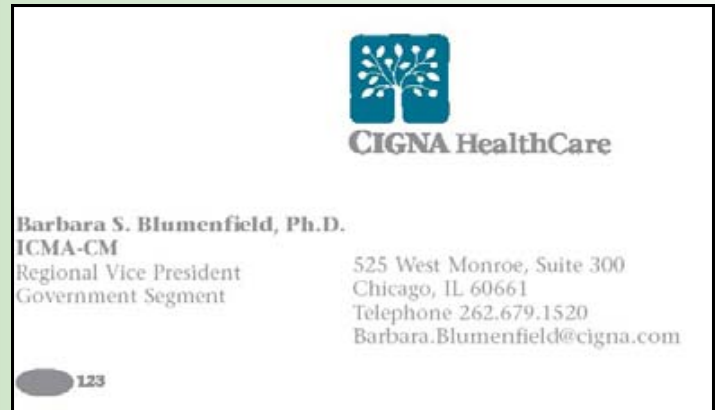 CIGNA HealthCare
Barbara S. Blumenfield, Ph.D.
ICMA-CM
Regional Vice President
Government Segment
525 West Monroe, Suite 300
Chicago, IL 60661
Telephone 262.679.1520
Barbara.Blumenfield@cigna.com
123